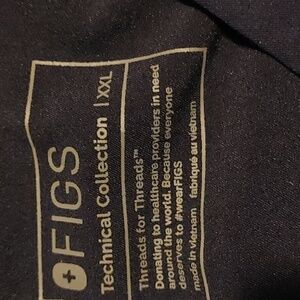 FIGS
Technical Collection | XXL
Threads for Threads™
Donating to healthcare providers in need
around the world. Because everyone
deserves to #wearFIGS
made in vietnam fabriqué au vietnam